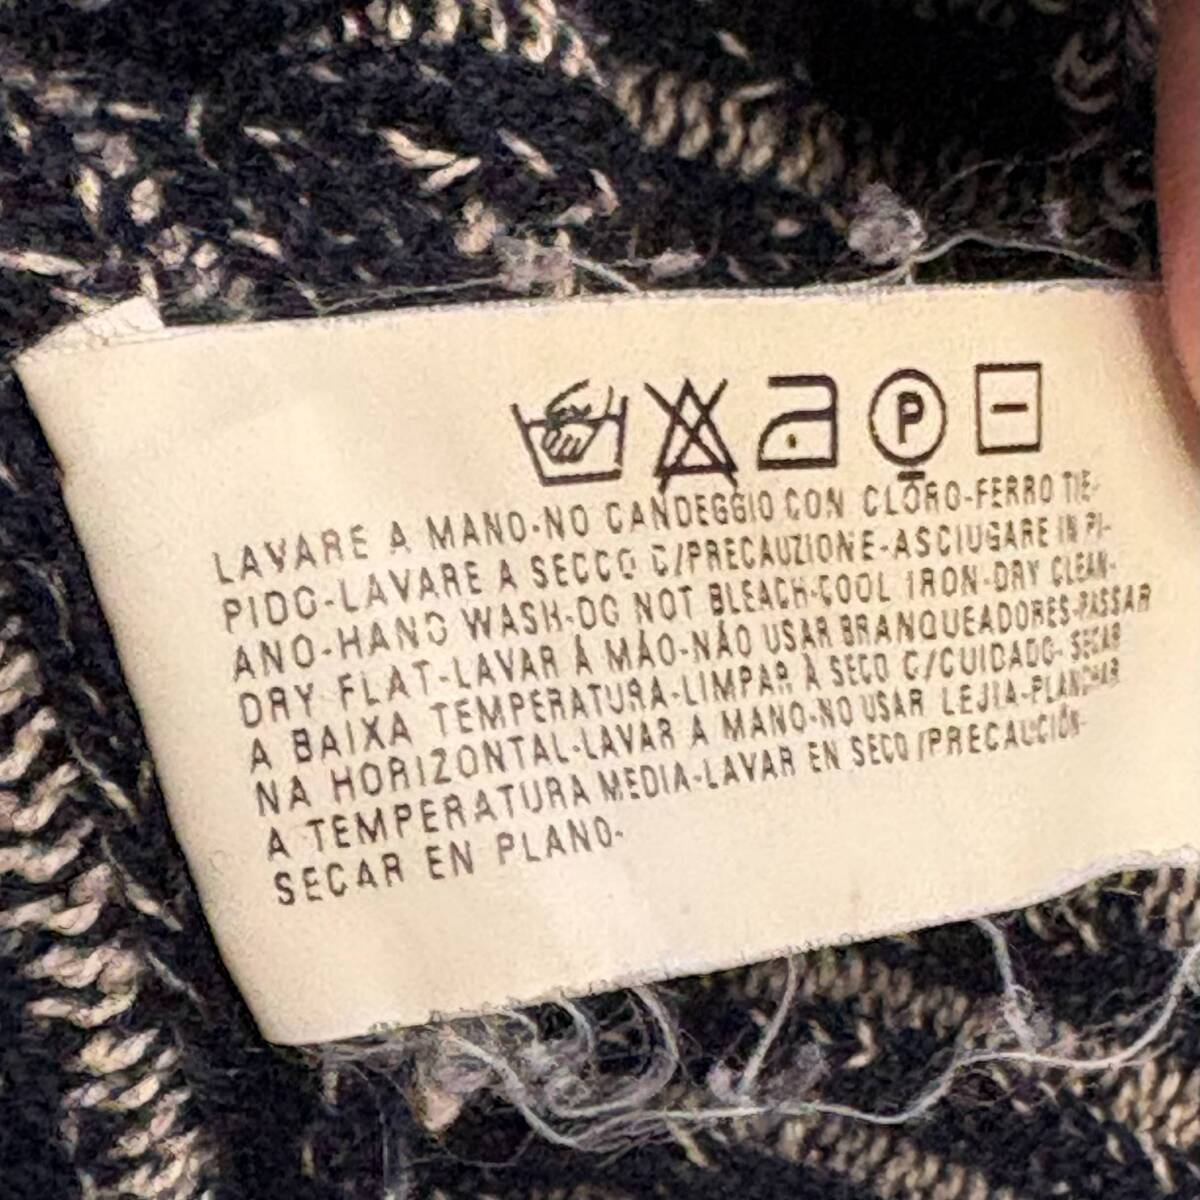 P
LAVARE A MANO-NO CANDEGGIO CON CLORO-FERRO TIE-
PIDO-LAVARE A SECCO C/PRECAUZIONE-ASCIUGARE IN PI-
ANO-HAND WASH-DO NOT BLEACH-COOL IRON-DRY CLEAN-
DRY FLAT-LAVAR À MÁO-NÁO USAR BRANQUEADORES-PASSAR
A BAIXA TEMPERATURA-LIMPAR À SECO C/CUIDADO-SECAR
NA HORIZONTAL-LAVAR A MANO-NO USAR LEJIA-PLANCHAR
A TEMPERATURA MEDIA-LAVAR EN SECO /PRECAUCIÓN-
SECAR EN PLANO-